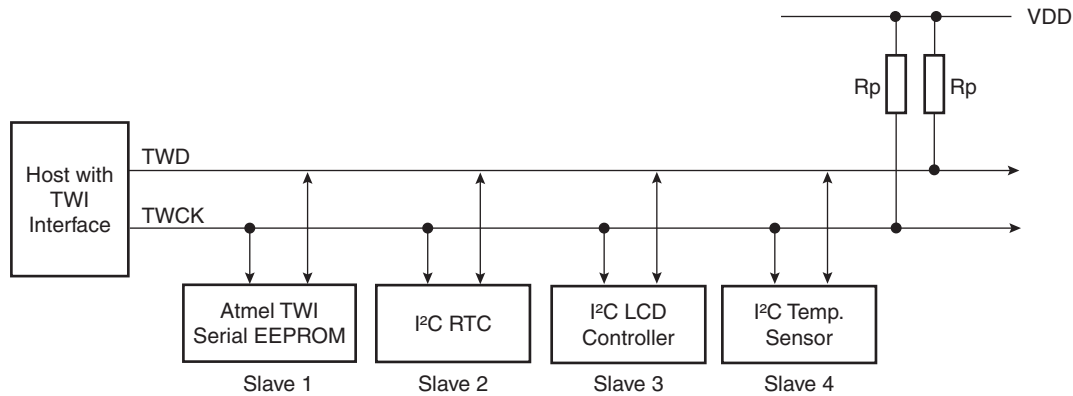 VDD
Rp Rp
Host with
TWI
Interface
TWD
TWCK
Atmel TWI
Serial EEPROM
I²C RTC
I²C LCD
Controller
I²C Temp.
Sensor
Slave 1
Slave 2
Slave 3
Slave 4